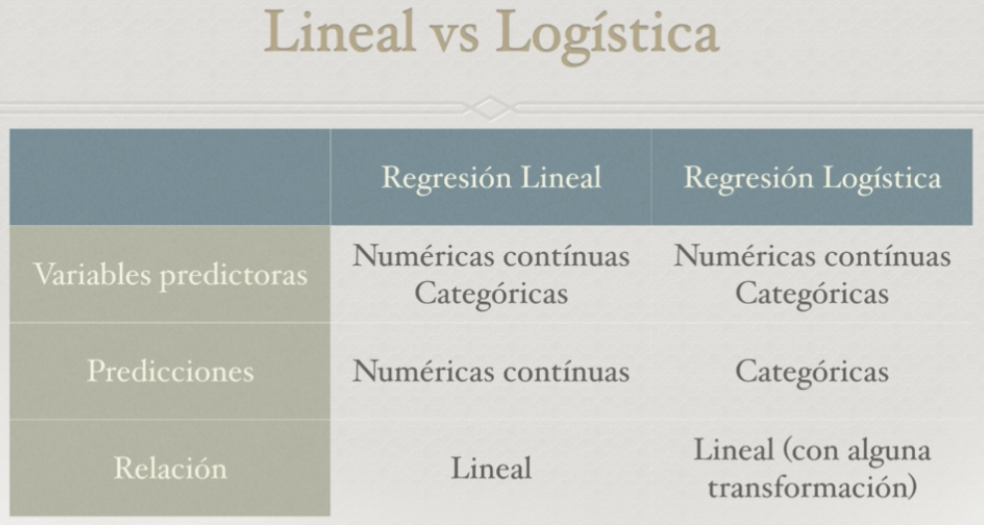 Lineal vs Logística
Regresión Lineal
Regresión Logística
Variables predictoras
Numéricas contínuas
Categóricas
Numéricas contínuas
Categóricas
Predicciones
Numéricas contínuas
Categóricas
Relación
Lineal
Lineal (con alguna
transformación)